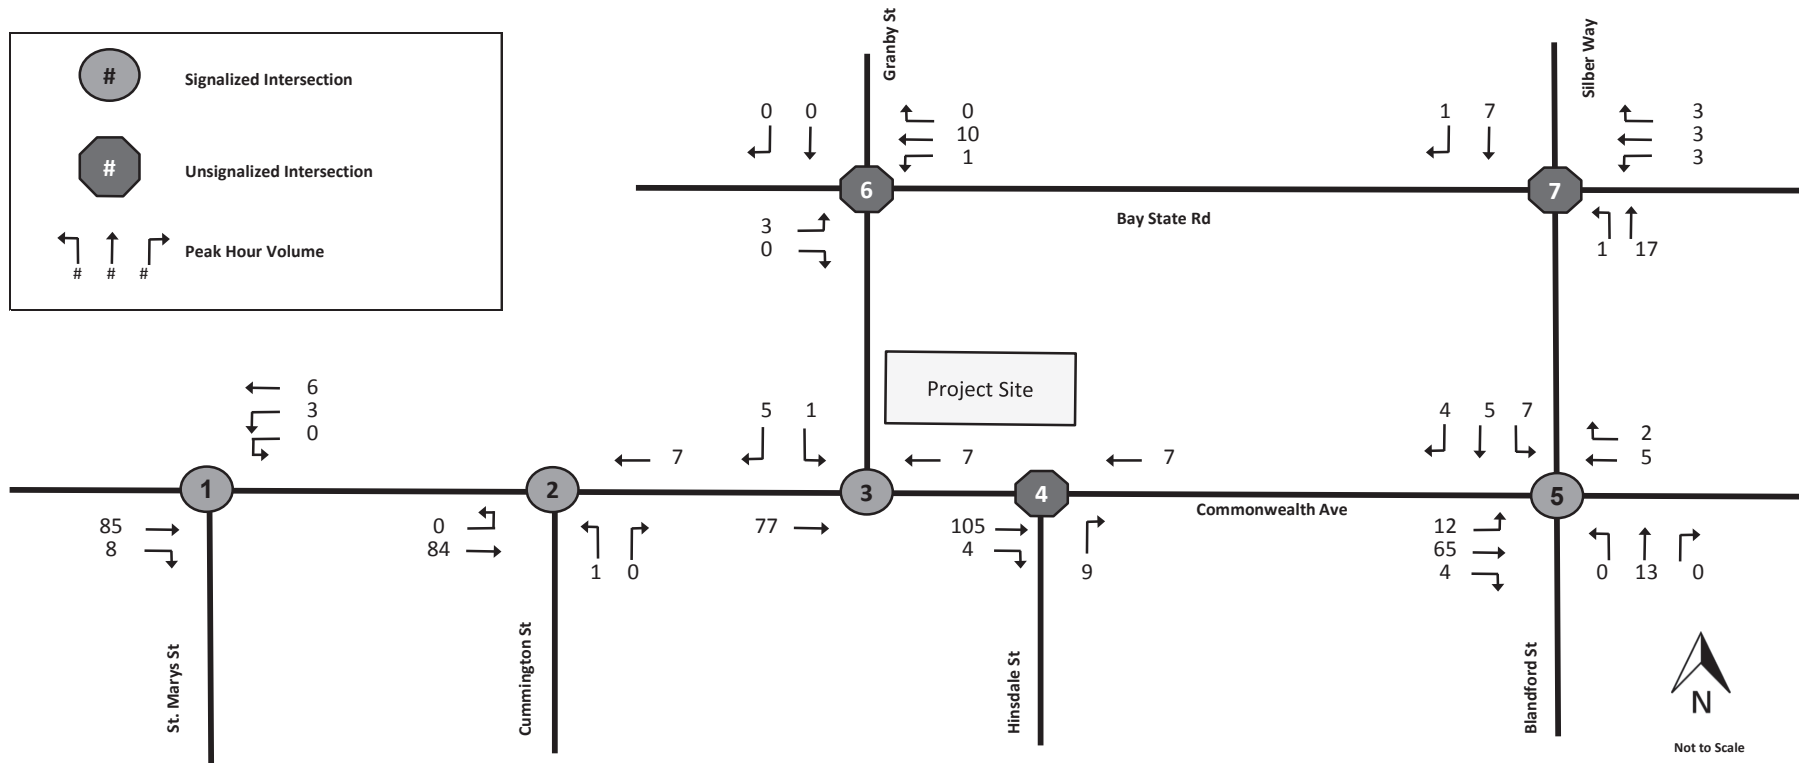 Granby St
Silber Way
#
Signalized Intersection
#
Unsignalized Intersection
# # #
Peak Hour Volume
0 0
0
10
1
1 7
3
3
3
6
7
3
0
Bay State Rd
1 17
Project Site
6
3
0
5 1
4 5 7
2
5
7
7
7
1
2
3
4
5
Commonwealth Ave
85
8
0
84
1 0
77
105
4
9
12
65
4
0 13 0
St. Marys St
Cummington St
Hinsdale St
Blandford St
N
Not to Scale